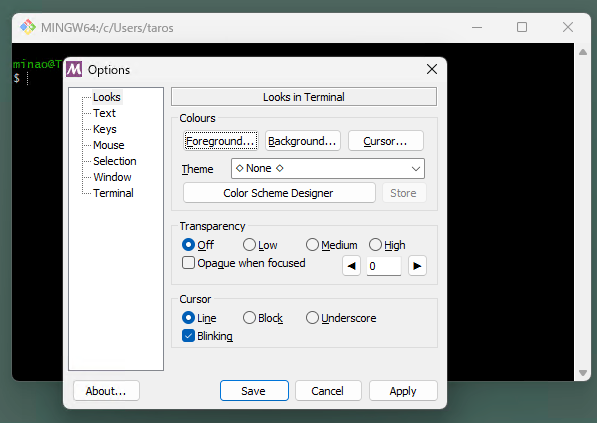 MINGW64:/c/Users/taros
minao@T
$
Options
Looks
Text
Keys
Mouse
Selection
Window
Terminal
Looks in Terminal
Colours
Foreground... Background... Cursor...
Theme ◇ None ◇
Color Scheme Designer Store
Transparency
Off Low Medium High
Opaque when focused 0
Cursor
Line Block Underscore
Blinking
About... Save Cancel Apply